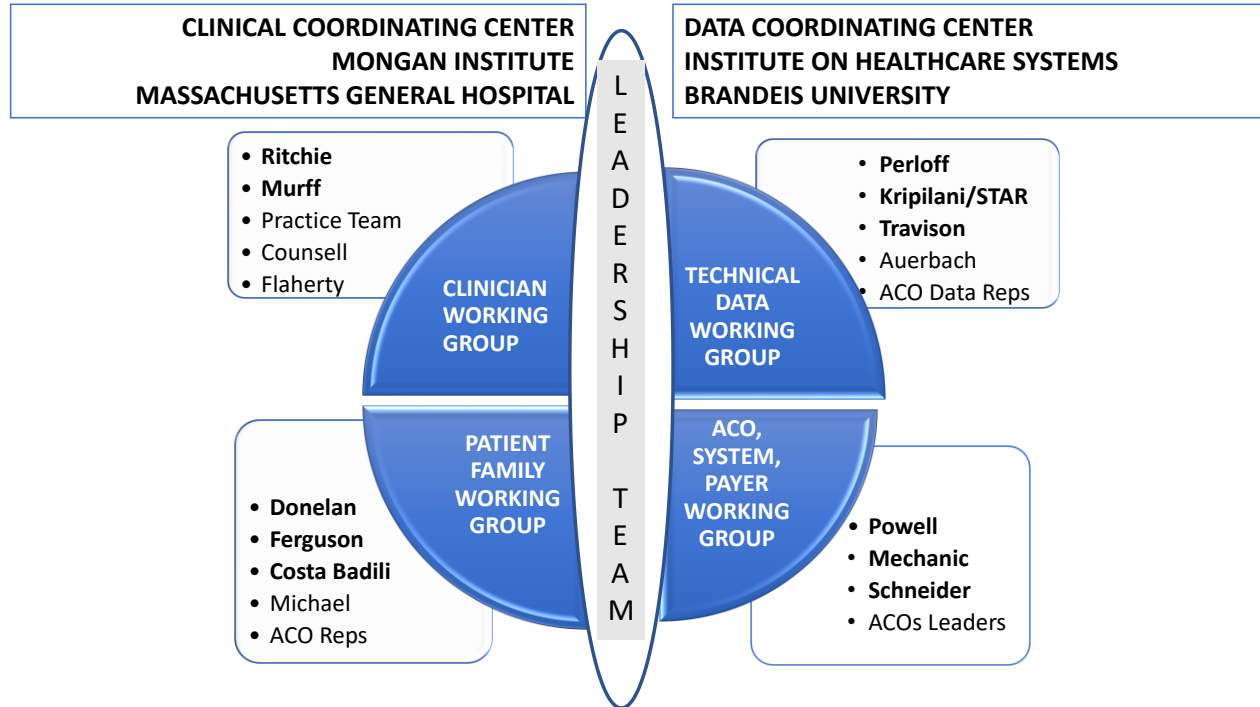 CLINICAL COORDINATING CENTER
MONGAN INSTITUTE
MASSACHUSETTS GENERAL HOSPITAL
DATA COORDINATING CENTER
INSTITUTE ON HEALTHCARE SYSTEMS
BRANDEIS UNIVERSITY
LEADERSHIP TEAM
• Ritchie
• Murff
• Practice Team
• Counsell
• Flaherty
CLINICIAN
WORKING
GROUP
• Perloff
• Kripilani/STAR
• Travison
• Auerbach
• ACO Data Reps
TECHNICAL
DATA
WORKING
GROUP
• Donelan
• Ferguson
• Costa Badili
• Michael
• ACO Reps
PATIENT
FAMILY
WORKING
GROUP
ACO,
SYSTEM,
PAYER
WORKING
GROUP
• Powell
• Mechanic
• Schneider
• ACOs Leaders